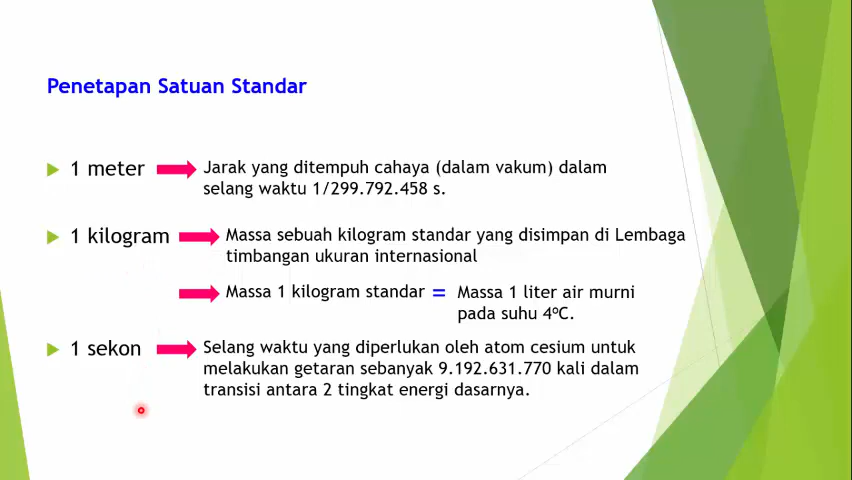 Penetapan Satuan Standar
1 meter
Jarak yang ditempuh cahaya (dalam vakum) dalam
selang waktu 1/299.792.458 s.
1 kilogram
Massa sebuah kilogram standar yang disimpan di Lembaga
timbangan ukuran internasional
Massa 1 kilogram standar = Massa 1 liter air murni
pada suhu 4°C.
1 sekon
Selang waktu yang diperlukan oleh atom cesium untuk
melakukan getaran sebanyak 9.192.631.770 kali dalam
transisi antara 2 tingkat energi dasarnya.